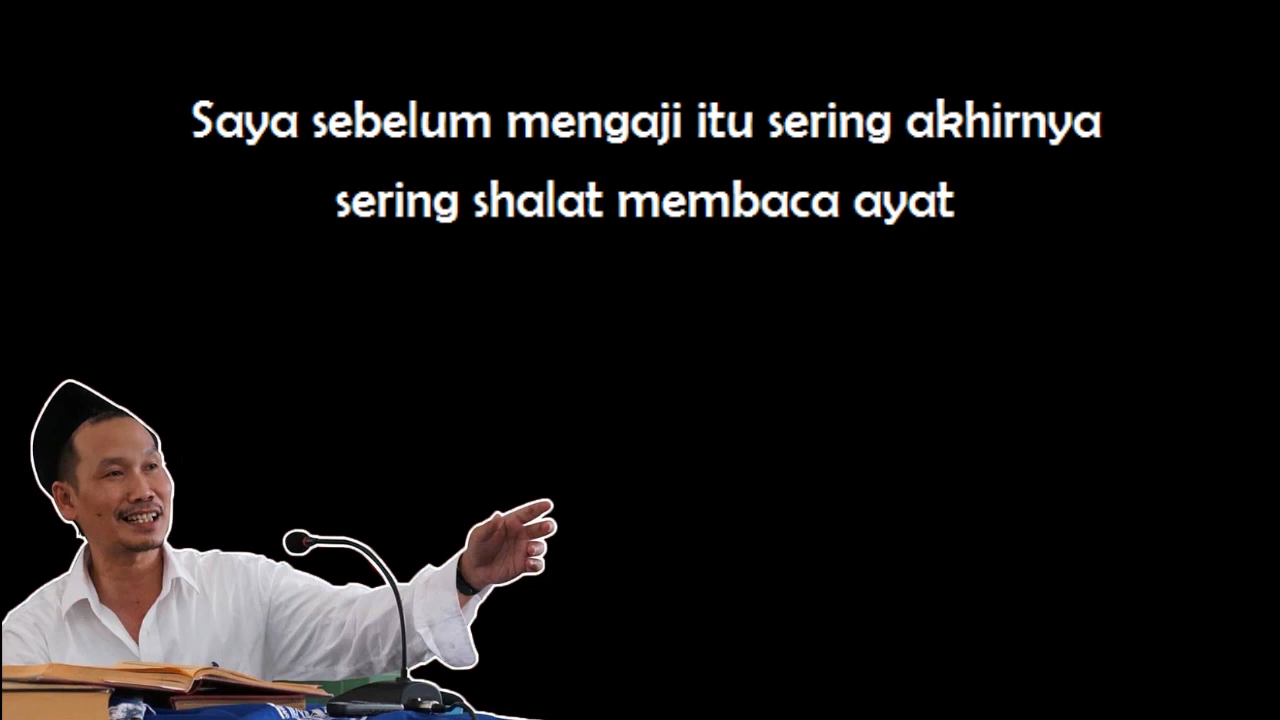 Saya sebelum mengaji itu sering akhirnya
sering shalat membaca ayat